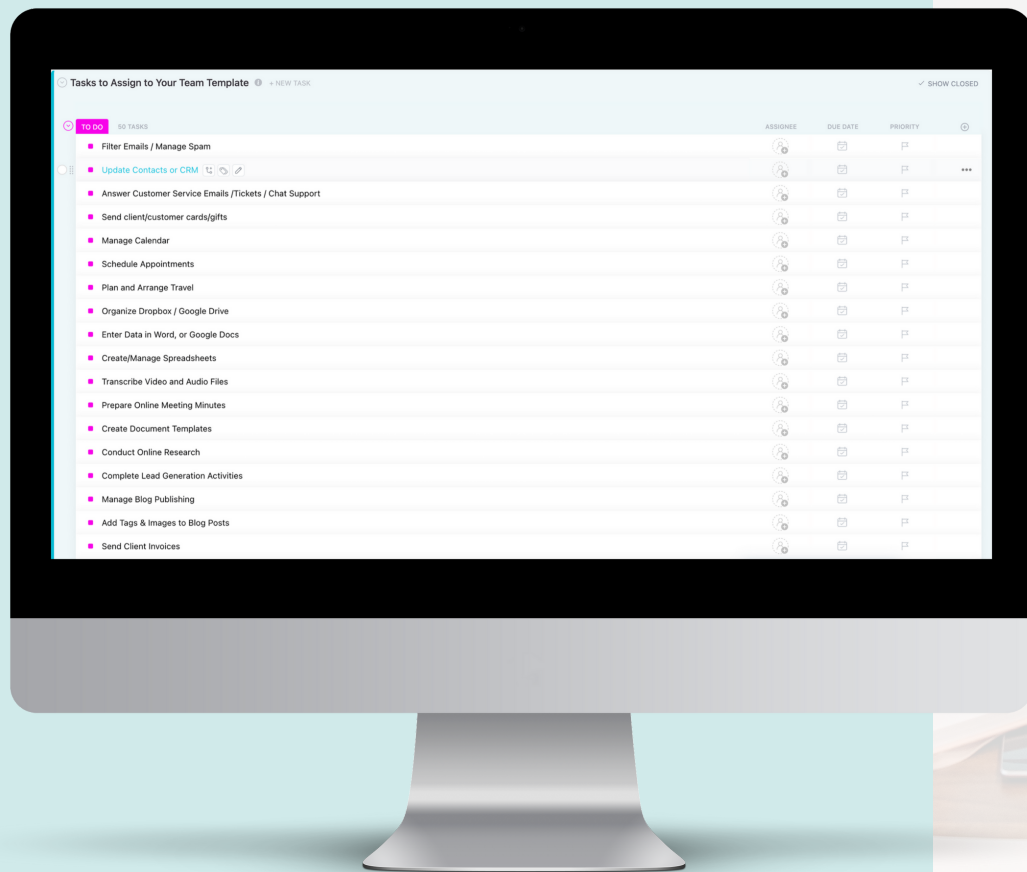 Tasks to Assign to Your Team Template + NEW TASK SHOW CLOSED
TO DO 50 TASKS ASSIGNEE DUE DATE PRIORITY
Filter Emails / Manage Spam
Update Contacts or CRM
Answer Customer Service Emails /Tickets / Chat Support
Send client/customer cards/gifts
Manage Calendar
Schedule Appointments
Plan and Arrange Travel
Organize Dropbox / Google Drive
Enter Data in Word, or Google Docs
Create/Manage Spreadsheets
Transcribe Video and Audio Files
Prepare Online Meeting Minutes
Create Document Templates
Conduct Online Research
Complete Lead Generation Activities
Manage Blog Publishing
Add Tags & Images to Blog Posts
Send Client Invoices